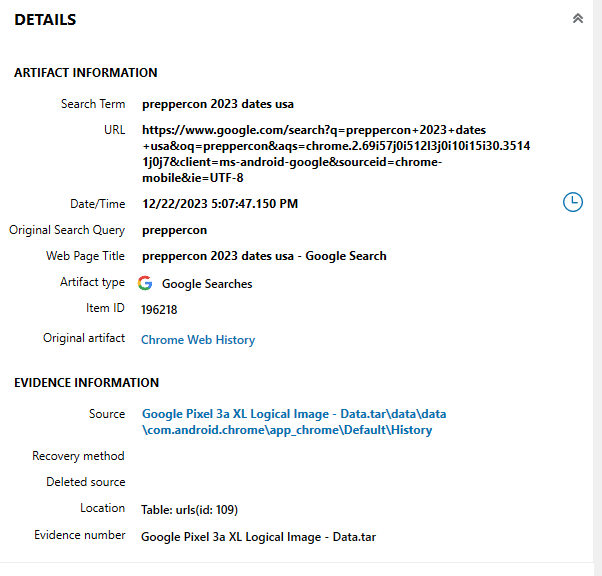 DETAILS
ARTIFACT INFORMATION
Search Term preppercon 2023 dates usa
URL https://www.google.com/search?q=preppercon+2023+dates
+usa&oq=preppercon&aqs=chrome.2.69i57j0i512l3j0i10i15i30.3514
1j0j7&client=ms-android-google&sourceid=chrome-
mobile&ie=UTF-8
Date/Time 12/22/2023 5:07:47.150 PM
Original Search Query preppercon
Web Page Title preppercon 2023 dates usa - Google Search
Artifact type Google Searches
Item ID 196218
Original artifact Chrome Web History
EVIDENCE INFORMATION
Source Google Pixel 3a XL Logical Image - Data.tar\data\data
\com.android.chrome\app_chrome\Default\History
Recovery method
Deleted source
Location Table: urls(id: 109)
Evidence number Google Pixel 3a XL Logical Image - Data.tar